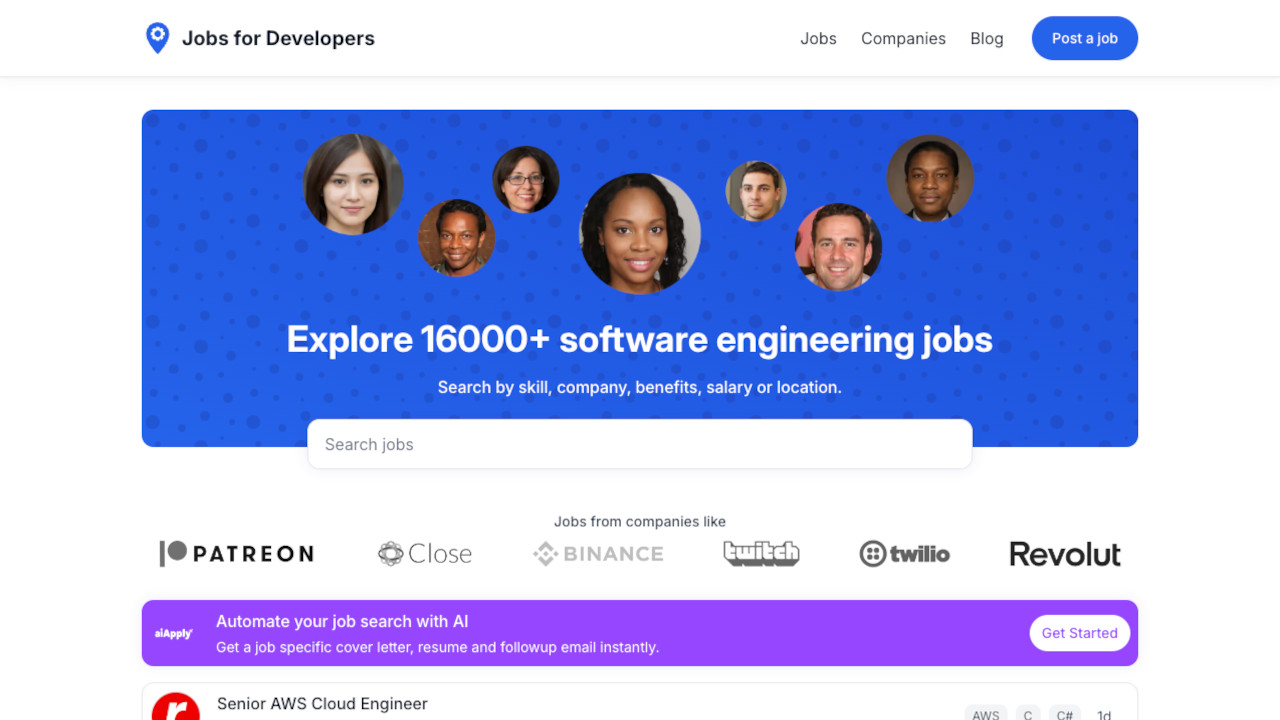 Jobs for Developers
Jobs
Companies
Blog
Post a job
Explore 16000+ software engineering jobs
Search by skill, company, benefits, salary or location.
Search jobs
Jobs from companies like
PATREON
Close
BINANCE
twitch
twilio
Revolut
aiApply
Automate your job search with AI
Get a job specific cover letter, resume and followup email instantly.
Get Started
Senior AWS Cloud Engineer
AWS
C
C#
1d